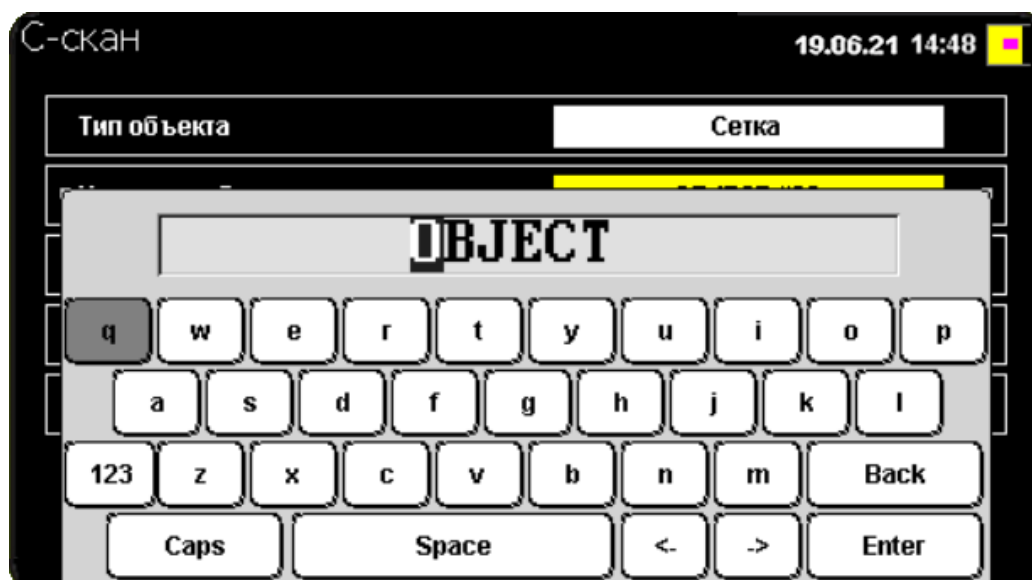 С-скан
19.06.21 14:48
Тип объекта Сетка
OBJECT
q w e r t y u i o p
a s d f g h j k l
123 z x c v b n m Back
Caps Space <- -> Enter